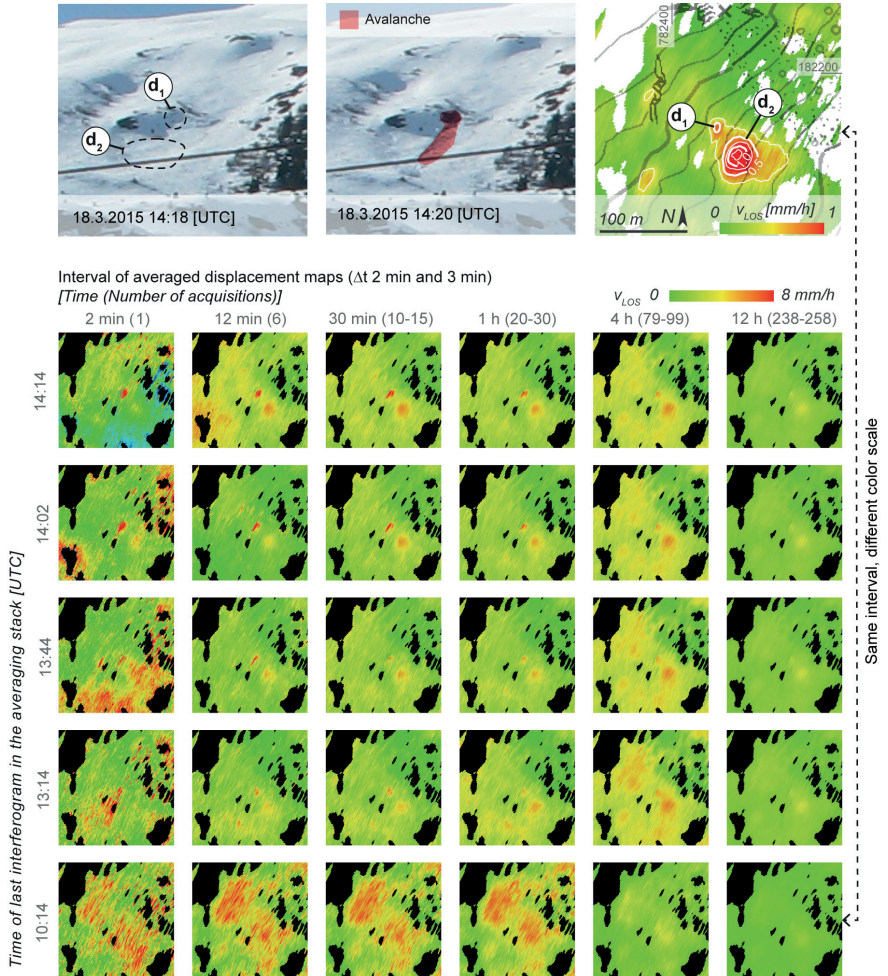 Avalanche
d1
d2
18.3.2015 14:18 [UTC]
18.3.2015 14:20 [UTC]
782400
182200
d1
d2
1.0
0.5
100 m
N
0 vLOS [mm/h] 1
Interval of averaged displacement maps (Δt 2 min and 3 min)
[Time (Number of acquisitions)]
vLOS 0 8 mm/h
2 min (1) 12 min (6) 30 min (10-15) 1 h (20-30) 4 h (79-99) 12 h (238-258)
14:14
14:02
13:44
13:14
10:14
Time of last interferogram in the averaging stack [UTC]
Same interval, different color scale